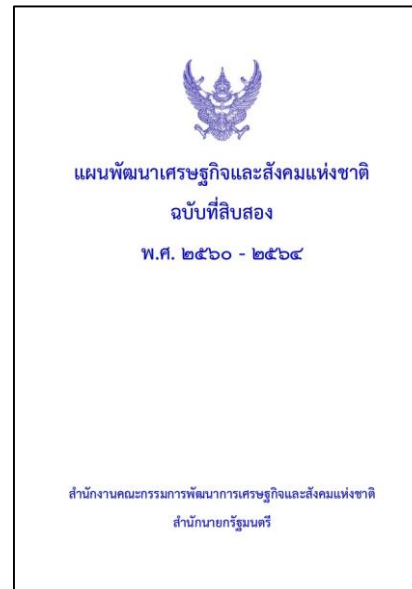 แผนพัฒนาเศรษฐกิจและสังคมแห่งชาติ
ฉบับที่สิบสอง
พ.ศ. ๒๕๖๐ - ๒๕๖๔
สำนักงานคณะกรรมการพัฒนาการเศรษฐกิจและสังคมแห่งชาติ
สำนักนายกรัฐมนตรี